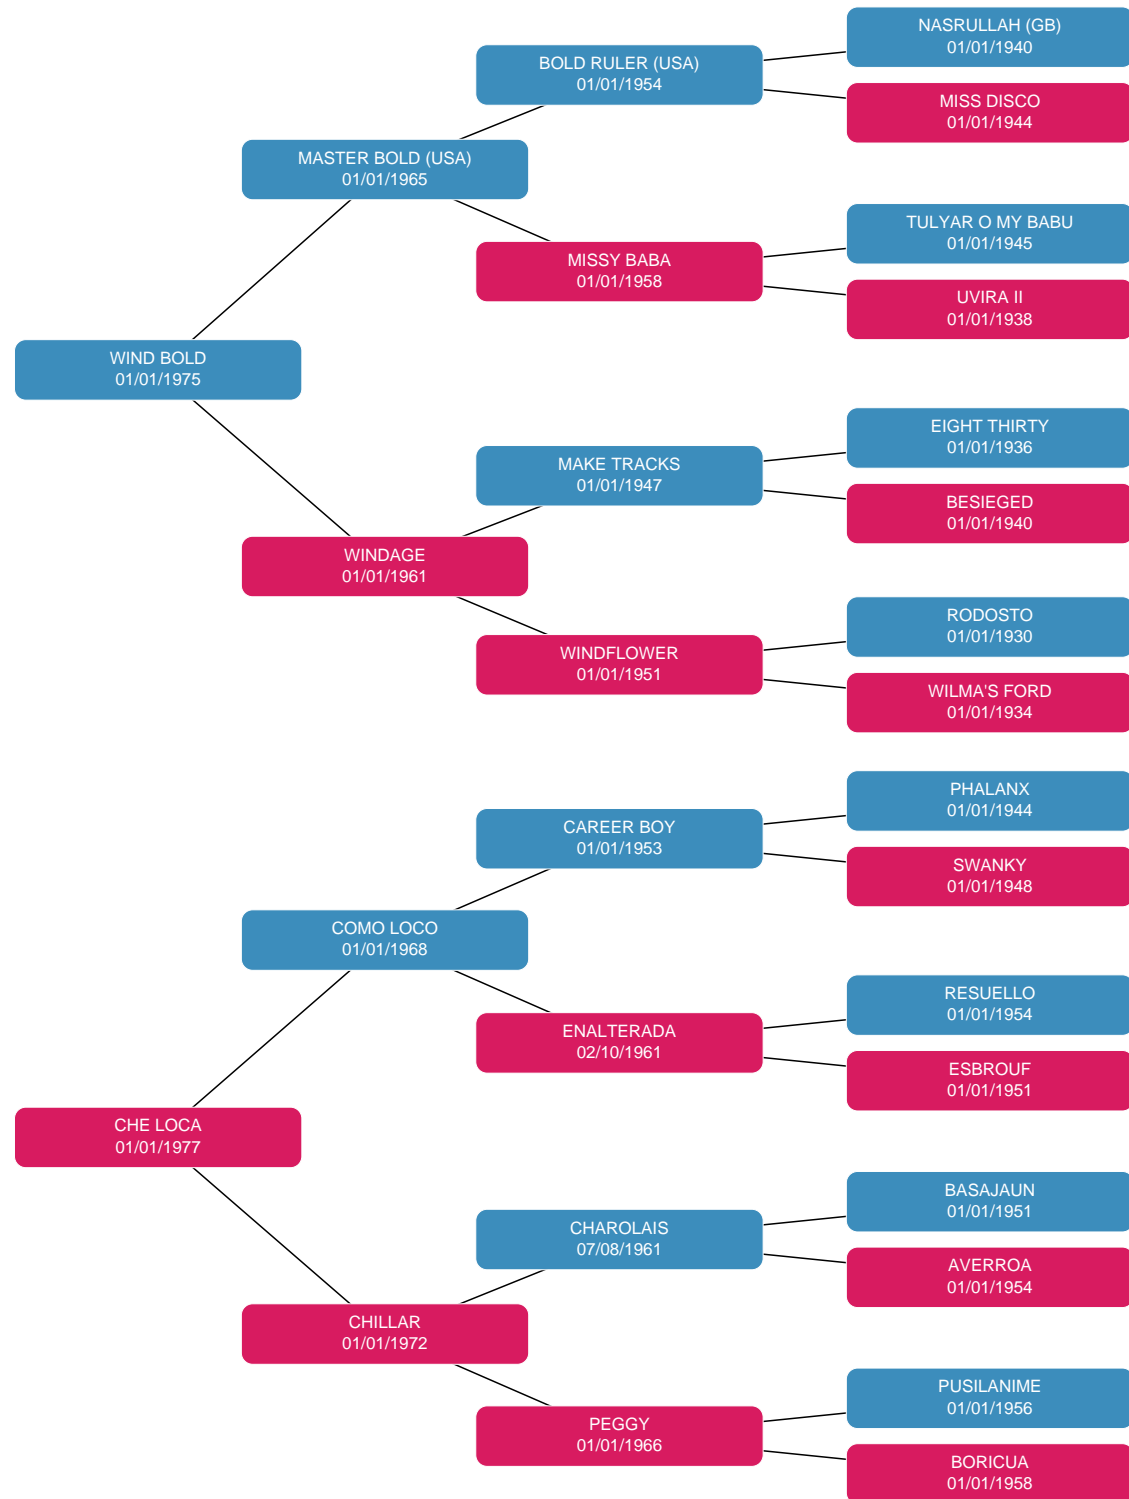 NASRULLAH (GB)
01/01/1940
BOLD RULER (USA)
01/01/1954
MISS DISCO
01/01/1944
MASTER BOLD (USA)
01/01/1965
TULYAR O MY BABU
01/01/1945
MISSY BABA
01/01/1958
UVIRA II
01/01/1938
WIND BOLD
01/01/1975
EIGHT THIRTY
01/01/1936
MAKE TRACKS
01/01/1947
BESIEGED
01/01/1940
WINDAGE
01/01/1961
RODOSTO
01/01/1930
WINDFLOWER
01/01/1951
WILMA'S FORD
01/01/1934
PHALANX
01/01/1944
CAREER BOY
01/01/1953
SWANKY
01/01/1948
COMO LOCO
01/01/1968
RESUELLO
01/01/1954
ENALTERADA
02/10/1961
ESBROUF
01/01/1951
CHE LOCA
01/01/1977
BASAJAUN
01/01/1951
CHAROLAIS
07/08/1961
AVERROA
01/01/1954
CHILLAR
01/01/1972
PUSILANIME
01/01/1956
PEGGY
01/01/1966
BORICUA
01/01/1958